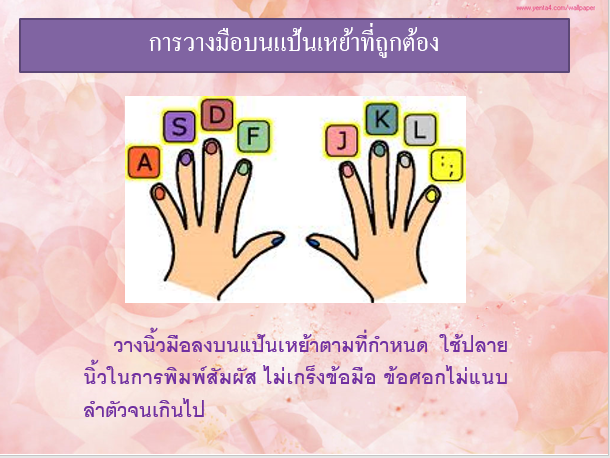 www.yenta4.com/wallpaper
การวางมือบนแป้นเหย้าที่ถูกต้อง
A S D F J K L : ;
วางนิ้วมือลงบนแป้นเหย้าตามที่กำหนด ใช้ปลาย
นิ้วในการพิมพ์สัมผัส ไม่เกร็งข้อมือ ข้อศอกไม่แนบ
ลำตัวจนเกินไป